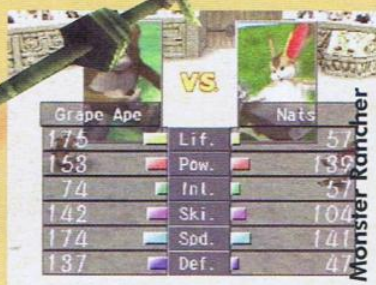 VS.
Grape Ape Nats
175 Lif. 57
153 Pow. 139
74 Int. 57
142 Ski. 104
174 Spd. 141
137 Def. 47
Monster Rancher